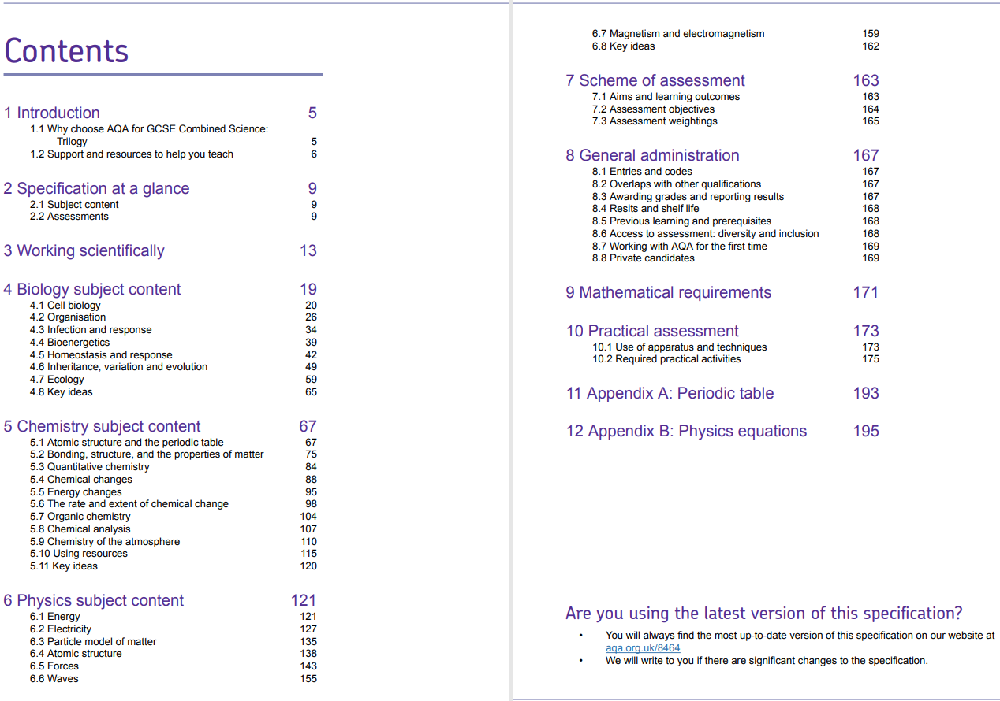 Contents
1 Introduction 5
1.1 Why choose AQA for GCSE Combined Science:
Trilogy 5
1.2 Support and resources to help you teach 6
2 Specification at a glance 9
2.1 Subject content 9
2.2 Assessments 9
3 Working scientifically 13
4 Biology subject content 19
4.1 Cell biology 20
4.2 Organisation 26
4.3 Infection and response 34
4.4 Bioenergetics 39
4.5 Homeostasis and response 42
4.6 Inheritance, variation and evolution 49
4.7 Ecology 59
4.8 Key ideas 65
5 Chemistry subject content 67
5.1 Atomic structure and the periodic table 67
5.2 Bonding, structure, and the properties of matter 75
5.3 Quantitative chemistry 84
5.4 Chemical changes 88
5.5 Energy changes 95
5.6 The rate and extent of chemical change 98
5.7 Organic chemistry 104
5.8 Chemical analysis 107
5.9 Chemistry of the atmosphere 110
5.10 Using resources 115
5.11 Key ideas 120
6 Physics subject content 121
6.1 Energy 121
6.2 Electricity 127
6.3 Particle model of matter 135
6.4 Atomic structure 138
6.5 Forces 143
6.6 Waves 155
6.7 Magnetism and electromagnetism 159
6.8 Key ideas 162
7 Scheme of assessment 163
7.1 Aims and learning outcomes 163
7.2 Assessment objectives 164
7.3 Assessment weightings 165
8 General administration 167
8.1 Entries and codes 167
8.2 Overlaps with other qualifications 167
8.3 Awarding grades and reporting results 167
8.4 Resits and shelf life 168
8.5 Previous learning and prerequisites 168
8.6 Access to assessment: diversity and inclusion 168
8.7 Working with AQA for the first time 169
8.8 Private candidates 169
9 Mathematical requirements 171
10 Practical assessment 173
10.1 Use of apparatus and techniques 173
10.2 Required practical activities 175
11 Appendix A: Periodic table 193
12 Appendix B: Physics equations 195
Are you using the latest version of this specification?
• You will always find the most up-to-date version of this specification on our website at
aqa.org.uk/8464
• We will write to you if there are significant changes to the specification.